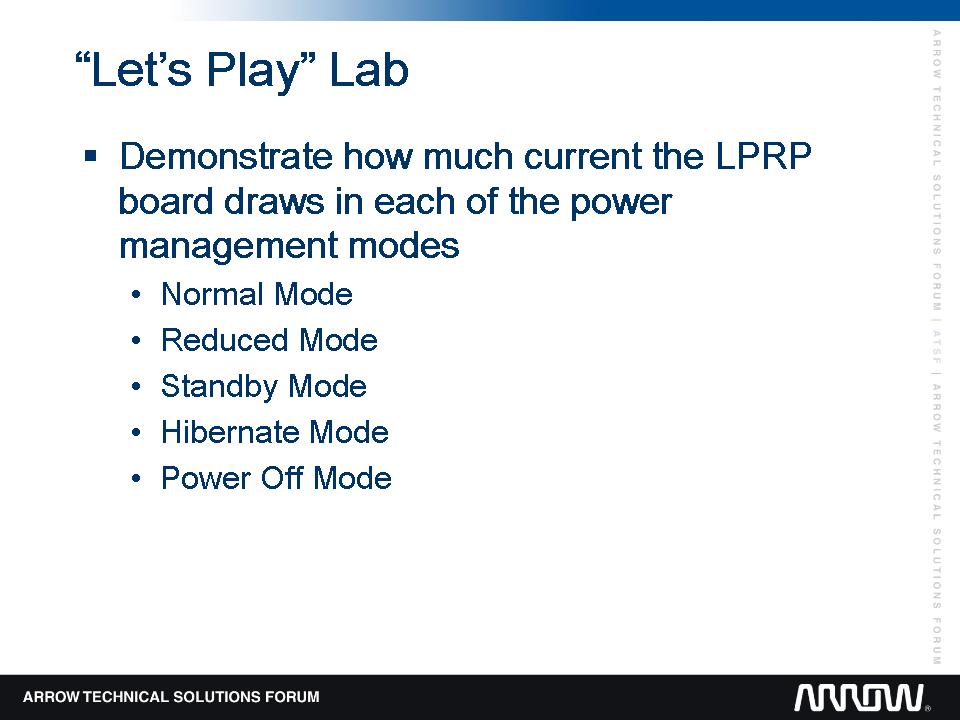 “Let’s Play” Lab
▪ Demonstrate how much current the LPRP
board draws in each of the power
management modes
• Normal Mode
• Reduced Mode
• Standby Mode
• Hibernate Mode
• Power Off Mode
ARROW TECHNICAL SOLUTIONS FORUM | ATSF | ARROW TECHNICAL SOLUTIONS FORUM
ARROW TECHNICAL SOLUTIONS FORUM
ARROW®